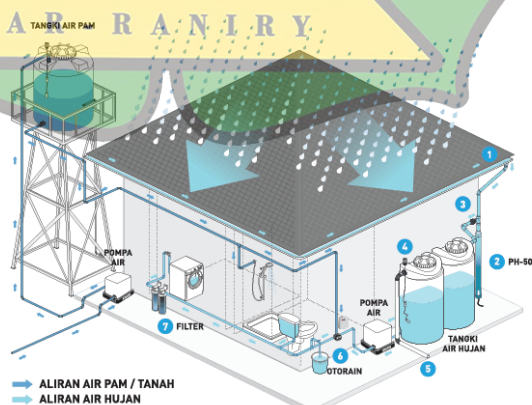 AR RANIRY
TANGKI AIR PAM
1
3
4
2 PH-50
POMPA
AIR
POMPA
AIR
7 FILTER
TANGKI
AIR HUJAN
6
OTORAIN
5
ALIRAN AIR PAM / TANAH
ALIRAN AIR HUJAN